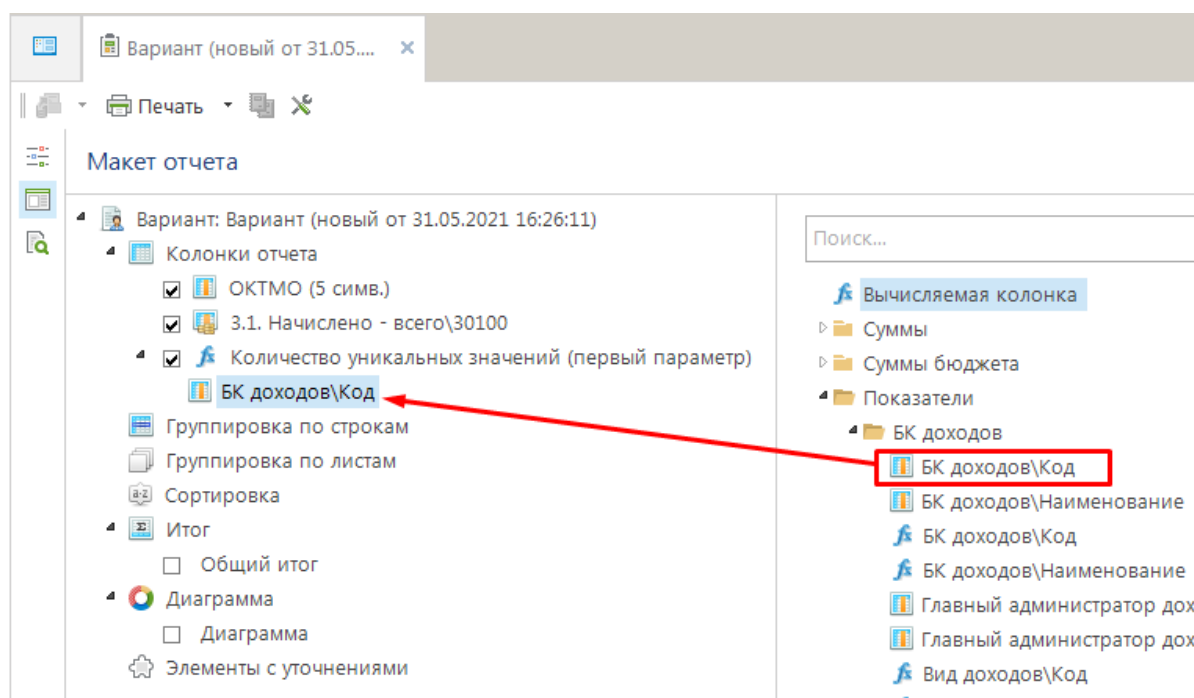 Вариант (новый от 31.05....
Печать
Макет отчета
Вариант: Вариант (новый от 31.05.2021 16:26:11)
Колонки отчета
ОКТМО (5 симв.)
3.1. Начислено - всего\30100
Количество уникальных значений (первый параметр)
БК доходов\Код
Группировка по строкам
Группировка по листам
Сортировка
Итог
Общий итог
Диаграмма
Диаграмма
Элементы с уточнениями
Поиск...
Вычисляемая колонка
Суммы
Суммы бюджета
Показатели
БК доходов
БК доходов\Код
БК доходов\Наименование
БК доходов\Код
БК доходов\Наименование
Главный администратор дох
Главный администратор дох
Вид доходов\Код